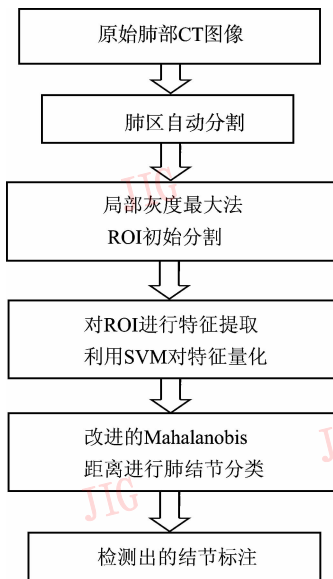 原始肺部CT图像
肺区自动分割
JIG
局部灰度最大法
ROI初始分割
对ROI进行特征提取
利用SVM对特征量化
改进的Mahalanobis
距离进行肺结节分类
J
JIG
检测出的结节标注